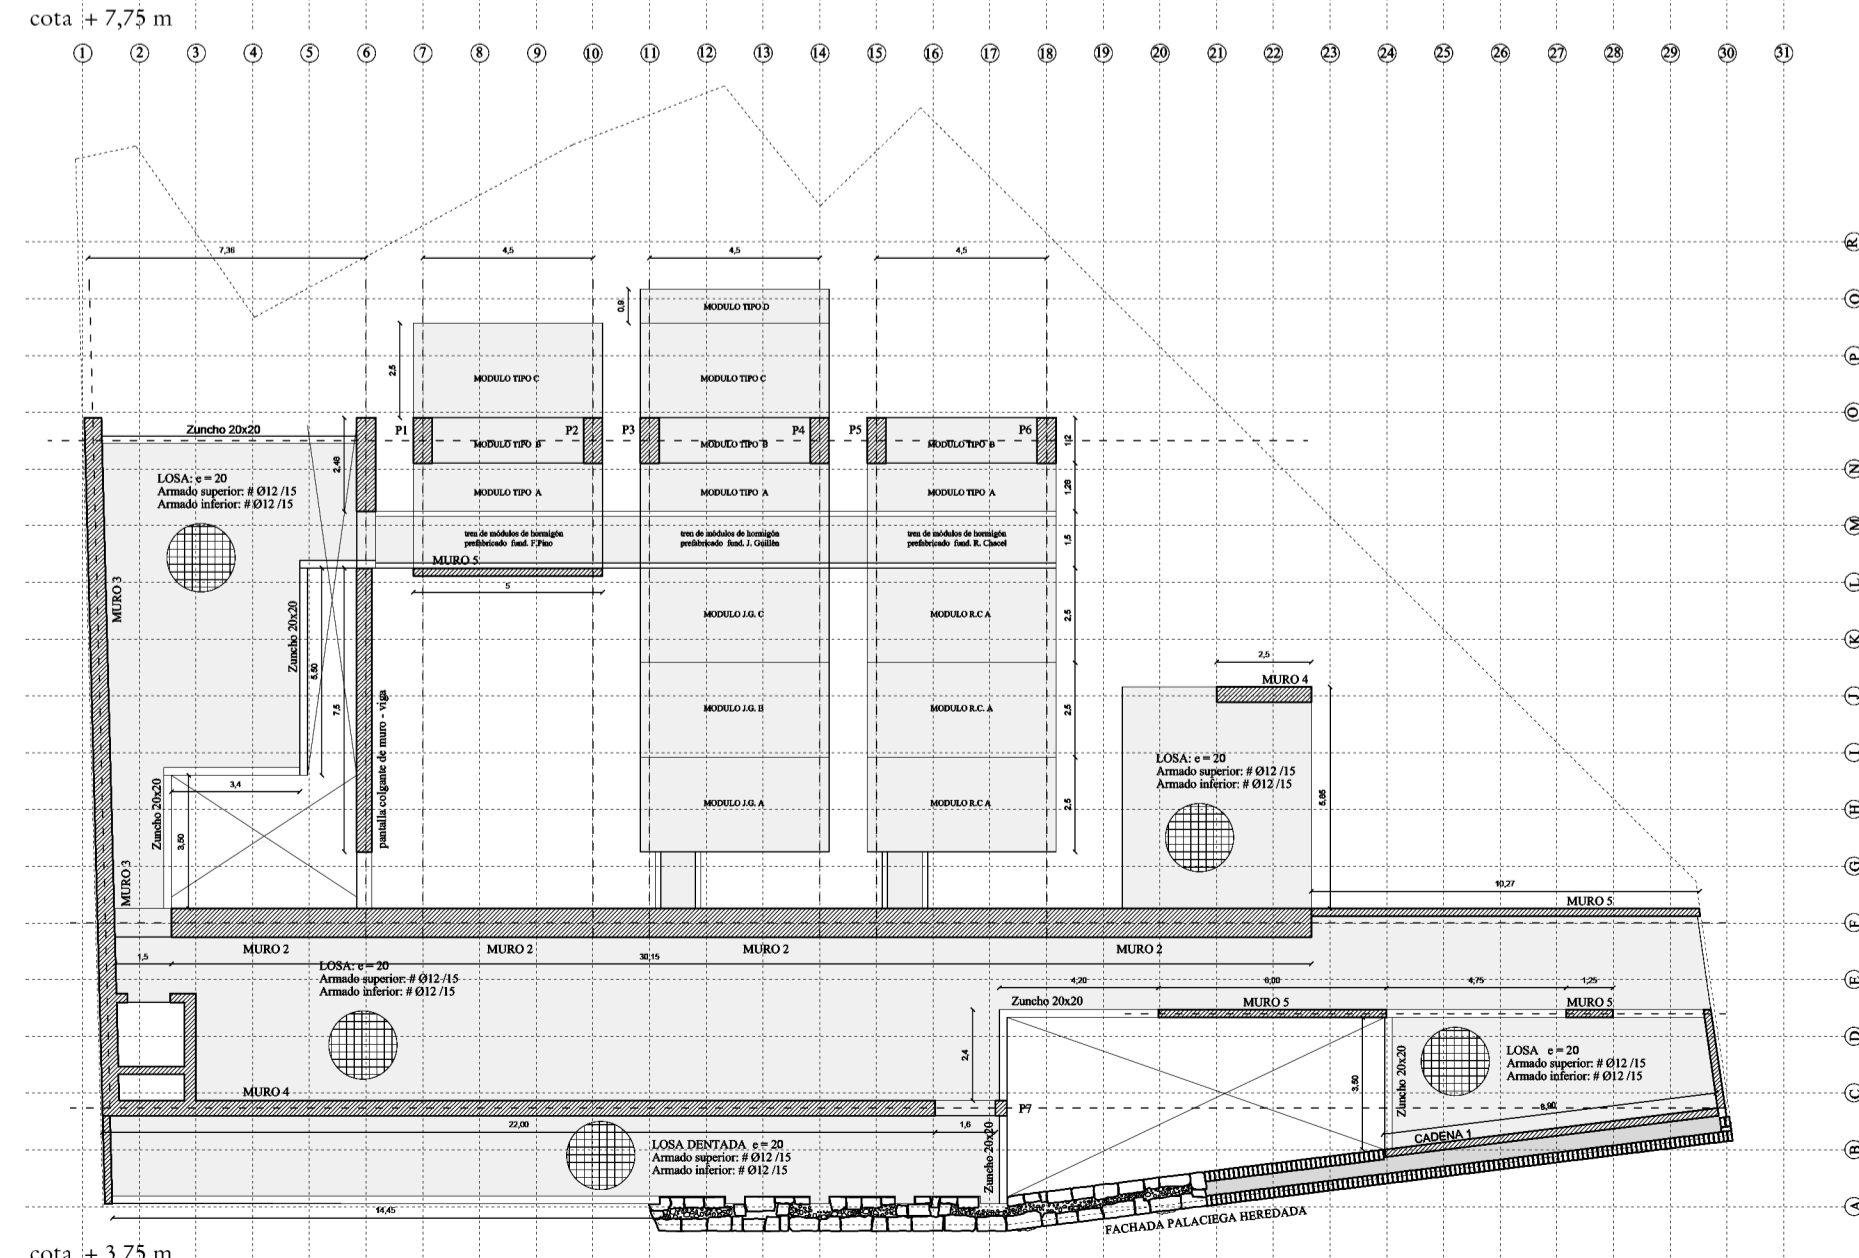 cota + 7,75 m
1 2 3 4 5 6 7 8 9 10 11 12 13 14 15 16 17 18 19 20 21 22 23 24 25 26 27 28 29 30 31
R
7,36 4,5 4,5 4,5
0,9
MODULO TIPO D
Q
2,5
MODULO TIPO C
MODULO TIPO C
P
O
Zuncho 20x20
P1 P2 P3 P4 P5 P6
MODULO TIPO B
MODULO TIPO B
MODULO TIPO B
1,2
2,48
N
LOSA: e = 20
Armado superior: # Ø12 /15
Armado inferior: # Ø12 /15
MODULO TIPO A
MODULO TIPO A
MODULO TIPO A
1,28
M
tren de módulos de hormigón
prefabricado fund. F.Pino
tren de módulos de hormigón
prefabricado fund. J. Guillén
tren de módulos de hormigón
prefabricado fund. R. Chacel
1,5
MURO 5
5
L
MURO 3
Zuncho 20x20
5,50
7,5
pantalla colgante de muro - viga
MODULO J.G. C
MODULO R.C A
2,5
K
2,5
MURO 4
J
MODULO J.G. B
MODULO R.C. A
2,5
I
LOSA: e = 20
Armado superior: # Ø12 /15
Armado inferior: # Ø12 /15
5,85
3,4
Zuncho 20x20
3,50
MODULO J.G. A
MODULO R.C A
2,5
H
MURO 3
G
10,27
MURO 5
F
MURO 2 MURO 2 MURO 2 MURO 2
1,5 30,15
LOSA: e = 20
Armado superior: # Ø12 /15
Armado inferior: # Ø12 /15
E
4,20 6,00 4,75 1,25
Zuncho 20x20
MURO 5
MURO 5
2,4
D
LOSA e = 20
Armado superior: # Ø12 /15
Armado inferior: # Ø12 /15
3,50
Zuncho 20x20
MURO 4
C
P7
8,90
22,00 1,6
CADENA 1
LOSA DENTADA e = 20
Armado superior: # Ø12 /15
Armado inferior: # Ø12 /15
Zuncho 20x20
B
14,45
FACHADA PALACIEGA HEREDADA
A
cota + 3,75 m